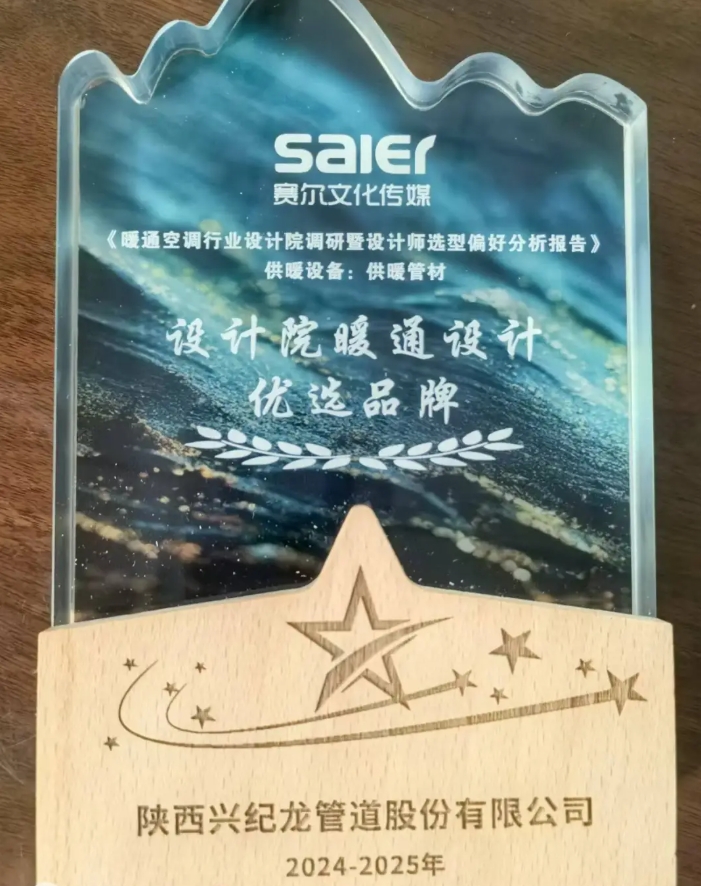 saier
赛尔文化传媒
《暖通空调行业设计院调研暨设计师选型偏好分析报告》
供暖设备：供暖管材
设计院暖通设计
优选品牌
陕西兴纪龙管道股份有限公司
2024-2025年